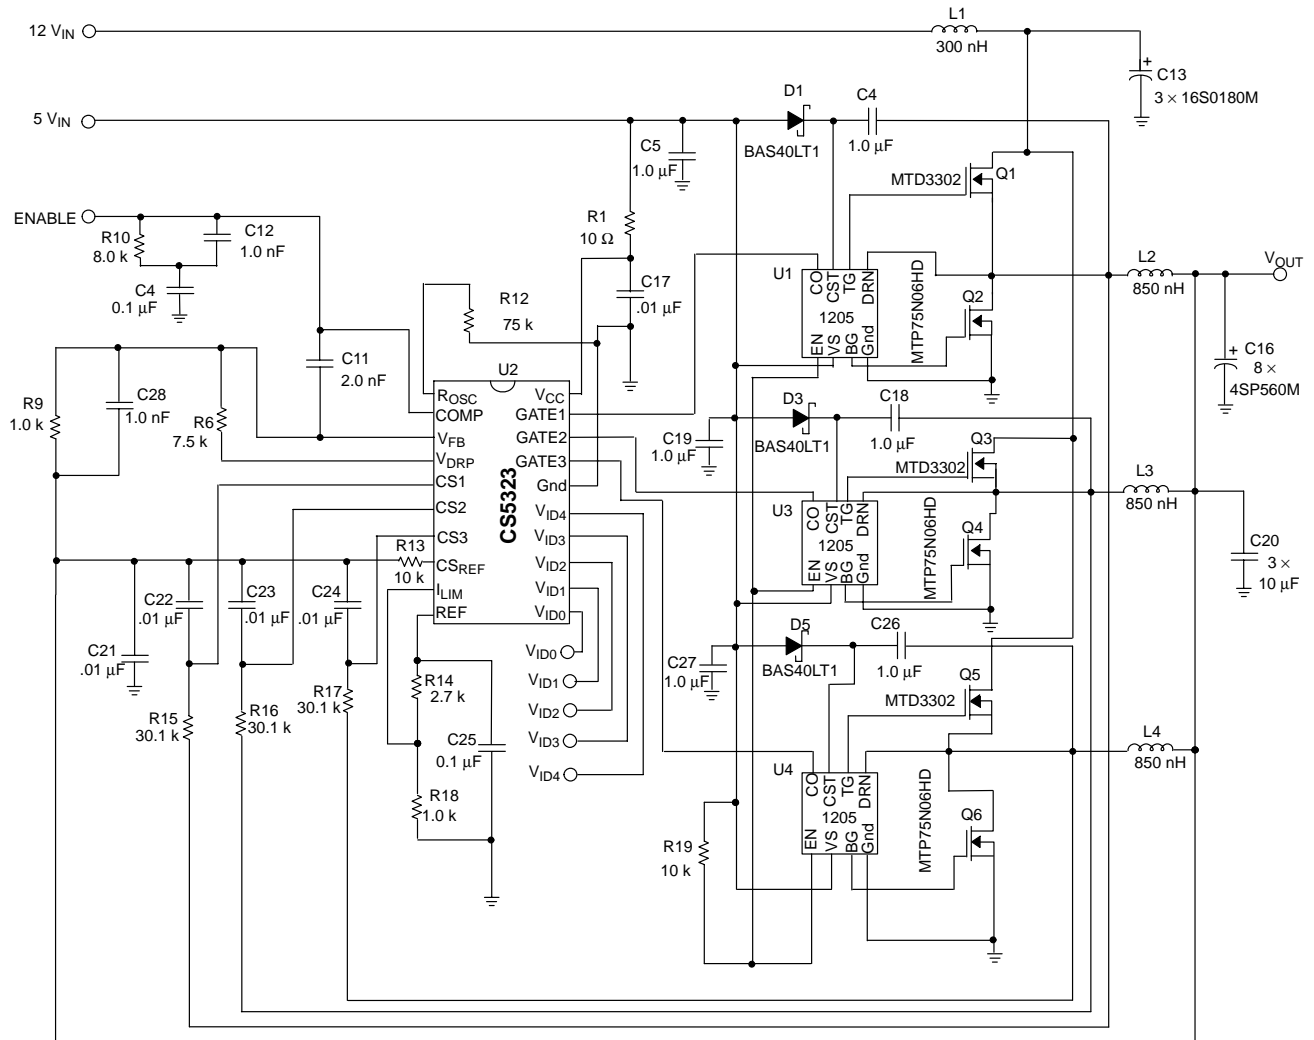 L1
12 VIN
300 nH
C13
3 × 16S0180M
D1
C4
5 VIN
C5
1.0 µF
BAS40LT1
1.0 µF
MTD3302
Q1
ENABLE
R10
8.0 k
C12
1.0 nF
R1
10 Ω
L2
VOUT
850 nH
C4
0.1 µF
C17
.01 µF
U1
CO
CST
TG
DRN
1205
EN
VS
BG
Gnd
MTP75N06HD
Q2
R12
75 k
C16
8 ×
4SP560M
C11
2.0 nF
U2
R9
1.0 k
C28
1.0 nF
R6
7.5 k
ROSC
COMP
VFB
VDRP
CS1
CS2
CS3
CSREF
ILIM
REF
CS5323
VCC
GATE1
GATE2
GATE3
Gnd
VID4
VID3
VID2
VID1
VID0
D3
C18
C19
1.0 µF
BAS40LT1
1.0 µF
Q3
MTD3302
L3
850 nH
U3
CO
CST
TG
DRN
1205
EN
VS
BG
Gnd
MTP75N06HD
Q4
C20
3 ×
10 µF
R13
10 k
C22
.01 µF
C23
.01 µF
C24
.01 µF
C21
.01 µF
D5
C26
C27
1.0 µF
BAS40LT1
1.0 µF
VID0
VID1
VID2
VID3
VID4
R14
2.7 k
R15
30.1 k
R16
30.1 k
R17
30.1 k
C25
0.1 µF
R18
1.0 k
Q5
MTD3302
L4
850 nH
U4
CO
CST
TG
DRN
1205
EN
VS
BG
Gnd
MTP75N06HD
Q6
R19
10 k